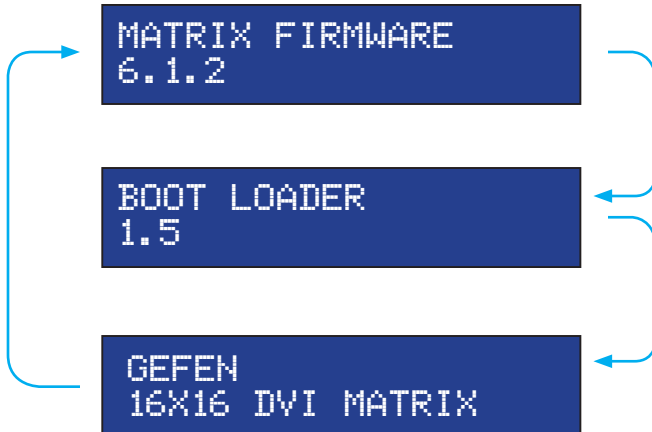 MATRIX FIRMWARE
6.1.2
BOOT LOADER
1.5
GEFEN
16X16 DVI MATRIX